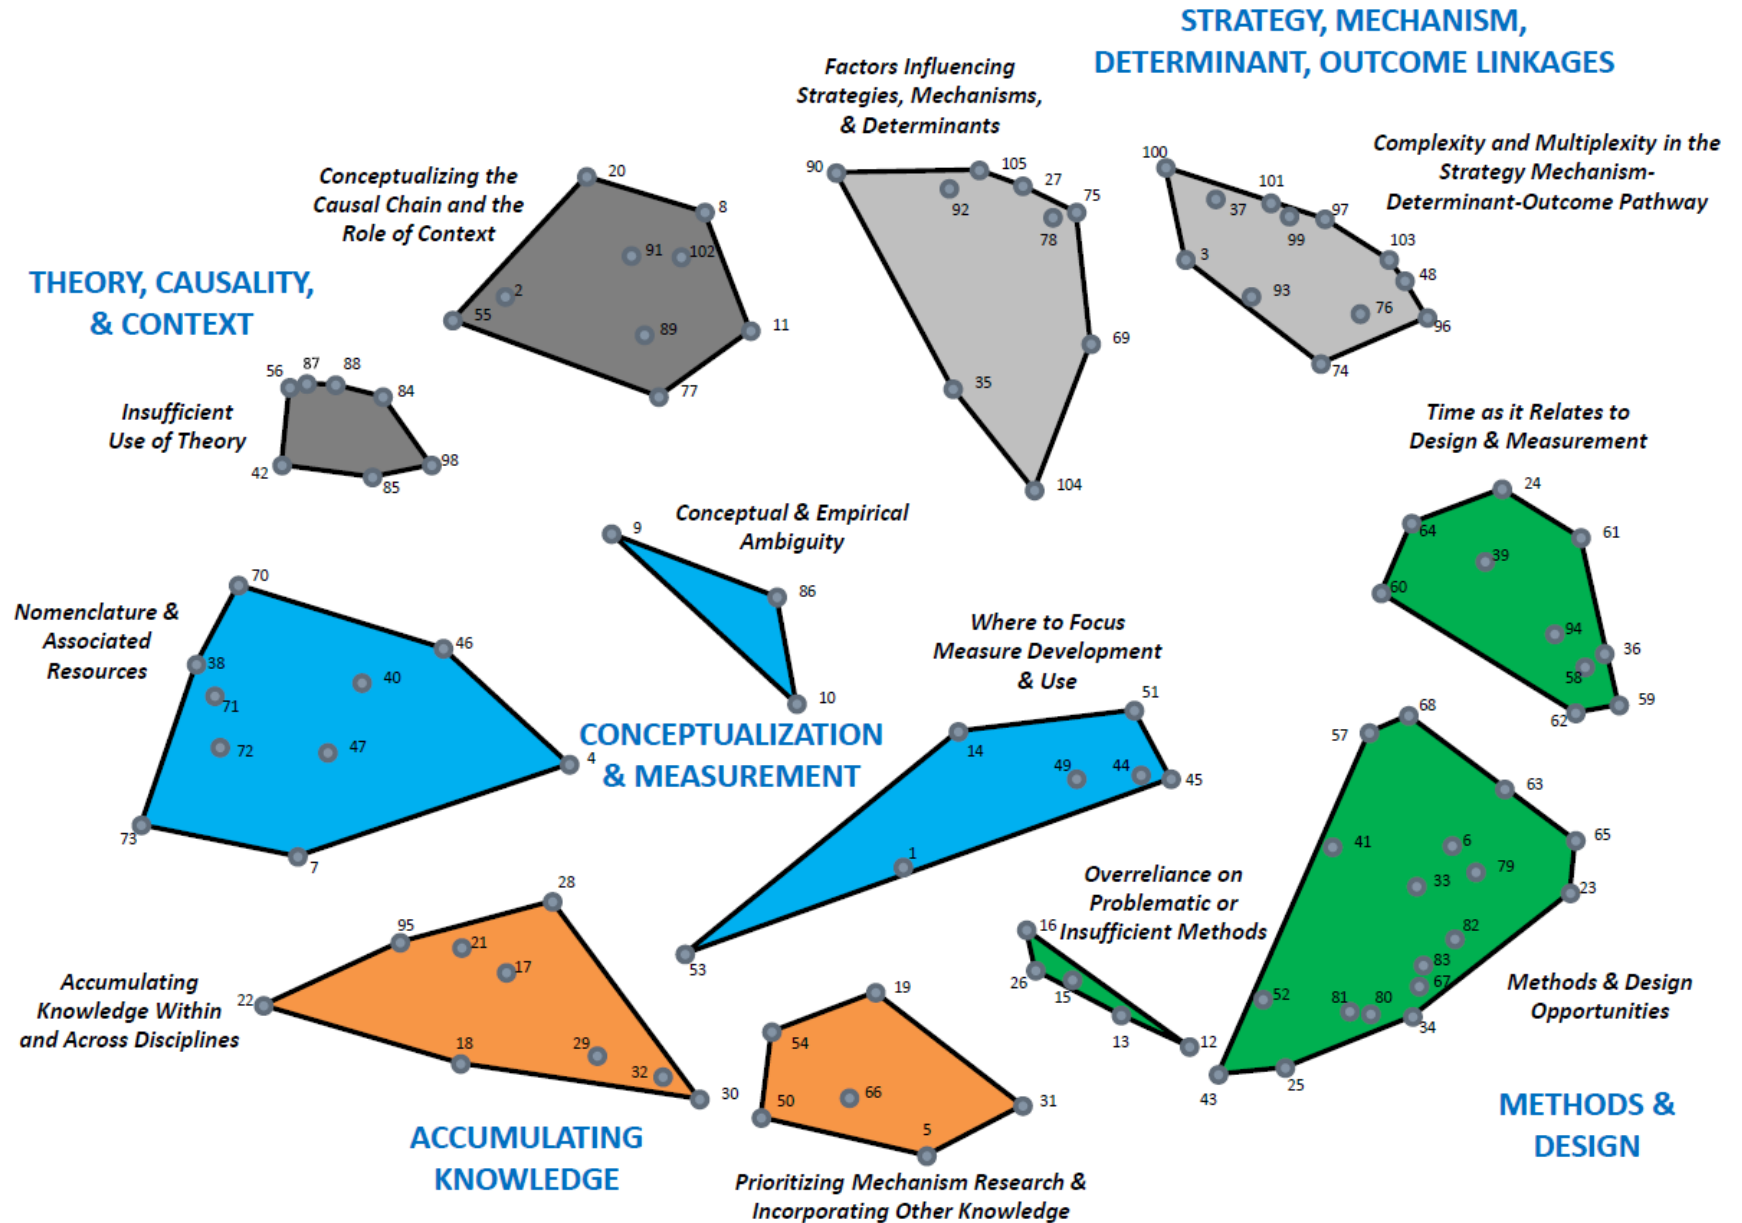 STRATEGY, MECHANISM,
DETERMINANT, OUTCOME LINKAGES
Factors Influencing
Strategies, Mechanisms,
& Determinants
90
105
27
75
92
78
35
69
104
Complexity and Multiplexity in the
Strategy Mechanism-
Determinant-Outcome Pathway
100
101
37
97
99
103
3
48
93
76
96
74
Conceptualizing the
Causal Chain and the
Role of Context
20
8
91
102
2
55
89
11
77
THEORY, CAUSALITY,
& CONTEXT
Insufficient
Use of Theory
56
87
88
84
42
98
85
Time as it Relates to
Design & Measurement
24
64
61
39
60
94
36
58
62
59
Conceptual & Empirical
Ambiguity
9
86
10
Nomenclature &
Associated
Resources
70
46
38
40
71
72
47
4
73
7
CONCEPTUALIZATION
& MEASUREMENT
Where to Focus
Measure Development
& Use
51
14
49
44
45
1
53
57
68
63
65
41
6
79
33
23
82
83
67
52
81
80
34
25
43
Methods & Design
Opportunities
Overreliance on
Problematic or
Insufficient Methods
16
26
15
13
12
Accumulating
Knowledge Within
and Across Disciplines
28
95
21
17
22
18
29
32
30
ACCUMULATING
KNOWLEDGE
19
54
50
66
31
5
Prioritizing Mechanism Research &
Incorporating Other Knowledge
METHODS &
DESIGN